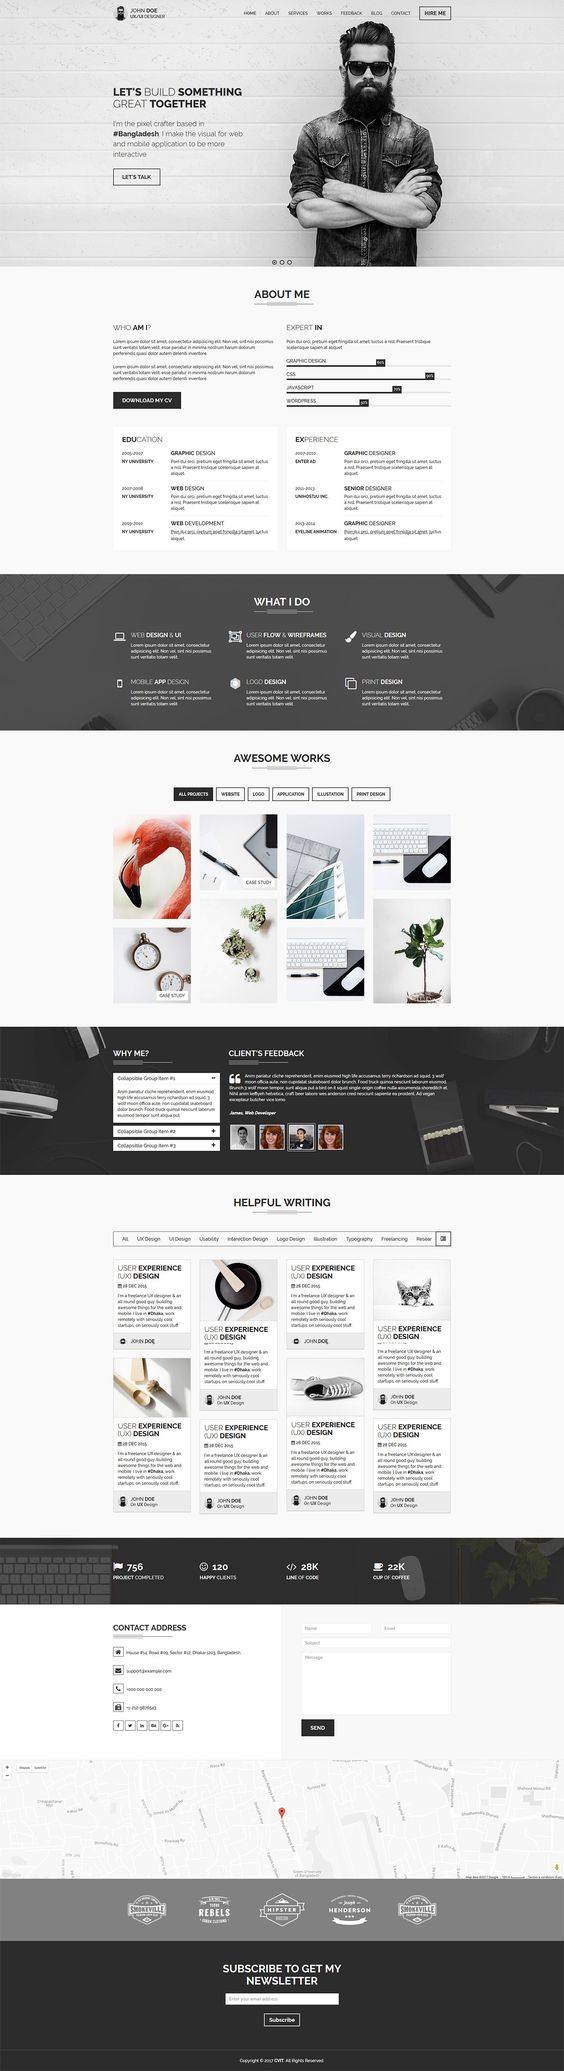 JOHN DOE
UX/UI DESIGNER
HOME ABOUT SERVICES WORKS FEEDBACK BLOG CONTACT HIRE ME
LET'S BUILD SOMETHING
GREAT TOGETHER
I'm the pixel crafter based in
#Bangladesh. I make the visual for web
and mobile application to be more
interactive
LET'S TALK
ABOUT ME
WHO AM I?
Lorem ipsum dolor sit amet, consectetur adipisicing elit. Vel non, sint nisi possimus
sunt veritatis totam velit, esse pariatur in minima nostrum harum dolorum
perferendis quasi dolor autem deleniti inventore.
Lorem ipsum dolor sit amet, consectetur adipisicing elit. Vel non, sint nisi possimus
sunt veritatis totam velit, esse pariatur in minima nostrum harum dolorum
perferendis quasi dolor autem deleniti inventore.
DOWNLOAD MY CV
EXPERT IN
Poin dui orci, pretium eget fringilla sit amet, luctus a nisl. Praesent tristique
scelerisque sapien at aliquet.
GRAPHIC DESIGN 60%
CSS 90%
JAVASCRIPT 70%
WORDPRESS 50%
EDUCATION
2005-2007 GRAPHIC DESIGN
NY UNIVERSITY Poin dui orci, pretium eget fringilla sit amet, luctus
a nisl. Praesent tristique scelerisque sapien at
aliquet.
2007-2008 WEB DESIGN
NY UNIVERSITY Poin dui orci, pretium eget fringilla sit amet, luctus
a nisl. Praesent tristique scelerisque sapien at
aliquet.
2009-2010 WEB DEVELOPMENT
NY UNIVERSITY
aliquet.
EXPERIENCE
2007-2010 GRAPHIC DESIGNER
ENTER AD Poin dui orci, pretium eget fringilla sit amet, luctus
a nisl. Praesent tristique scelerisque sapien at
aliquet.
2011-2013 SENIOR DESIGNER
UNIHOST.U INC. Poin dui orci, pretium eget fringilla sit amet, luctus
a nisl. Praesent tristique scelerisque sapien at
aliquet.
2013-2014 GRAPHIC DESIGNER
EYELINE ANIMATION
aliquet.
WHAT I DO
WEB DESIGN & UI
Lorem ipsum dolor sit amet, consectetur
adipisicing elit. Vel non, sint nisi possimus
sunt veritatis totam velit.
USER FLOW & WIREFRAMES
Lorem ipsum dolor sit amet, consectetur
adipisicing elit. Vel non, sint nisi possimus
sunt veritatis totam velit.
VISUAL DESIGN
Lorem ipsum dolor sit amet, consectetur
adipisicing elit. Vel non, sint nisi possimus
sunt veritatis totam velit.
MOBILE APP DESIGN
Lorem ipsum dolor sit amet, consectetur
adipisicing elit. Vel non, sint nisi possimus
sunt veritatis totam velit.
LOGO DESIGN
Lorem ipsum dolor sit amet, consectetur
adipisicing elit. Vel non, sint nisi possimus
sunt veritatis totam velit.
PRINT DESIGN
Lorem ipsum dolor sit amet, consectetur
adipisicing elit. Vel non, sint nisi possimus
sunt veritatis totam velit.
AWESOME WORKS
ALL PROJECTS WEBSITE LOGO APPLICATION ILLUSTATION PRINT DESIGN
CASE STUDY
CASE STUDY
WHY ME?
Collapsible Group Item #1
Anim pariatur cliche reprehenderit, enim eiusmod
high life accusamus terry richardson ad squid. 3
wolf moon officia aute, non cupidatat skateboard
dolor brunch. Food truck quinoa nesciunt laborum
eiusmod tempor sunt aliqua put
Collapsible Group Item #2
Collapsible Group Item #3
CLIENT'S FEEDBACK
Anim pariatur cliche reprehenderit, enim eiusmod high life accusamus terry richardson ad squid. 3 wolf
moon officia aute, non cupidatat skateboard dolor brunch. Food truck quinoa nesciunt laborum eiusmod.
Brunch 3 wolf moon tempor, sunt aliqua put a bird on it squid single-origin coffee nulla assumenda shoreditch et.
Nihil anim keffiyeh helvetica, craft beer labore wes anderson cred nesciunt sapiente ea proident. Ad vegan
excepteur butcher vice lomo.
James, Web Developer
HELPFUL WRITING
All UX Design UI Design Usability Intarection Design Logo Design Illustration Typography Freelancing Resear
USER EXPERIENCE
(UX) DESIGN
28 DEC 2015
I'm a freelance UX designer & an
all round good guy, building
awesome things for the web and
mobile. I live in #Dhaka, work
remotely with seriously cool
startups, on seriously cool stuff.
JOHN DOE
USER EXPERIENCE
(UX) DESIGN
I'm a freelance UX designer & an
all round good guy, building
awesome things for the web and
mobile. I live in #Dhaka, work
remotely with seriously cool
startups, on seriously cool stuff.
JOHN DOE
On UX Design
USER EXPERIENCE
(UX) DESIGN
28 DEC 2015
I'm a freelance UX designer & an
all round good guy, building
awesome things for the web and
mobile. I live in #Dhaka, work
remotely with seriously cool
startups, on seriously cool stuff.
JOHN DOE
USER EXPERIENCE
(UX) DESIGN
I'm a freelance UX designer & an
all round good guy, building
awesome things for the web and
mobile. I live in #Dhaka, work
remotely with seriously cool
startups, on seriously cool stuff.
JOHN DOE
On UX Design
USER EXPERIENCE
(UX) DESIGN
28 DEC 2015
I'm a freelance UX designer & an
all round good guy, building
awesome things for the web and
mobile. I live in #Dhaka, work
remotely with seriously cool
startups, on seriously cool stuff.
JOHN DOE
On UX Design
USER EXPERIENCE
(UX) DESIGN
28 DEC 2015
I'm a freelance UX designer & an
all round good guy, building
awesome things for the web and
mobile. I live in #Dhaka, work
remotely with seriously cool
startups, on seriously cool stuff.
JOHN DOE
On UX Design
USER EXPERIENCE
(UX) DESIGN
28 DEC 2015
I'm a freelance UX designer & an
all round good guy, building
awesome things for the web and
mobile. I live in #Dhaka, work
remotely with seriously cool
startups, on seriously cool stuff.
JOHN DOE
On UX Design
USER EXPERIENCE
(UX) DESIGN
28 DEC 2015
I'm a freelance UX designer & an
all round good guy, building
awesome things for the web and
mobile. I live in #Dhaka, work
remotely with seriously cool
startups, on seriously cool stuff.
JOHN DOE
On UX Design
756
PROJECT COMPLETED
120
HAPPY CLIENTS
28K
LINE OF CODE
22K
CUP OF COFFEE
CONTACT ADDRESS
House #14, Road #09, Sector #12, Dhaka-1203, Bangladesh.
support@example.com
+000 000 000 000
+1-212-9876543
Name Email
Subject
Message
SEND
SMOKEVILLE
REBELS
URBAN CLOTHING
HIPSTER
Joseph
HENDERSON
SMOKEVILLE
SUBSCRIBE TO GET MY
NEWSLETTER
Enter your email address
Subscribe
Copyright © 2017 CVIT. All Rights Reserved.